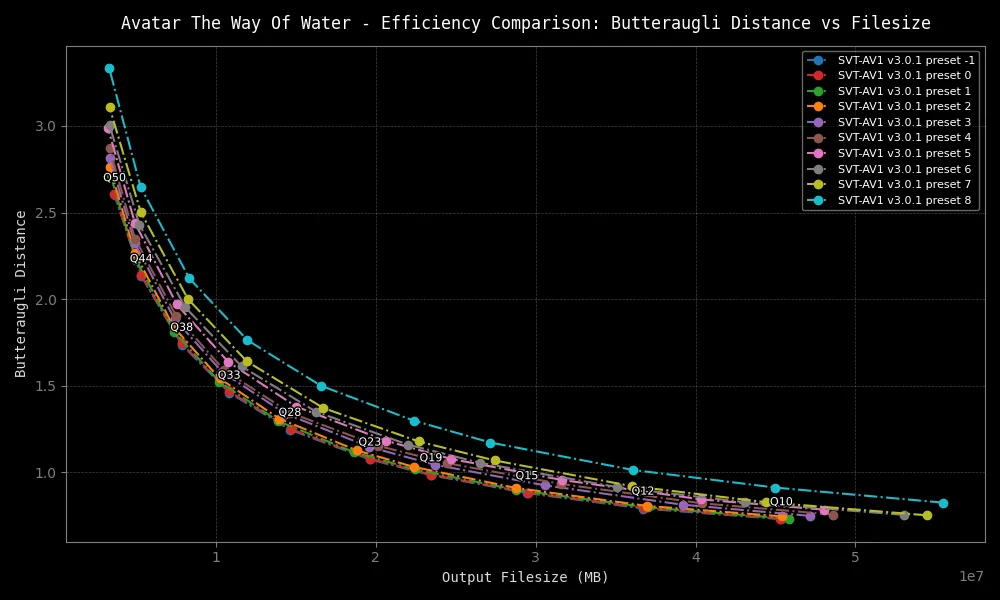 Avatar The Way Of Water - Efficiency Comparison: Butteraugli Distance vs Filesize
SVT-AV1 v3.0.1 preset -1
SVT-AV1 v3.0.1 preset 0
SVT-AV1 v3.0.1 preset 1
SVT-AV1 v3.0.1 preset 2
SVT-AV1 v3.0.1 preset 3
SVT-AV1 v3.0.1 preset 4
SVT-AV1 v3.0.1 preset 5
SVT-AV1 v3.0.1 preset 6
SVT-AV1 v3.0.1 preset 7
SVT-AV1 v3.0.1 preset 8
Butteraugli Distance
3.0
2.5
2.0
1.5
1.0
Q50
Q44
Q38
Q33
Q28
Q23
Q19
Q15
Q12
Q10
1 2 3 4 5
1e7
Output Filesize (MB)